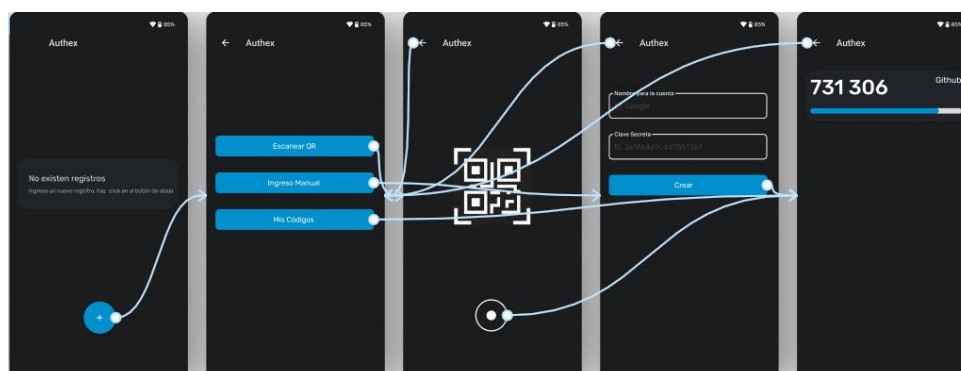 85%
Authex
No existen registros
Ingresa un nuevo registro, haz click en el botón de abajo
+
85%
← Authex
Escanear QR
Ingreso Manual
Mis Códigos
85%
← Authex
85%
← Authex
Nombre para la cuenta
Google
Clave Secreta
Crear
85%
← Authex
731 306
Github